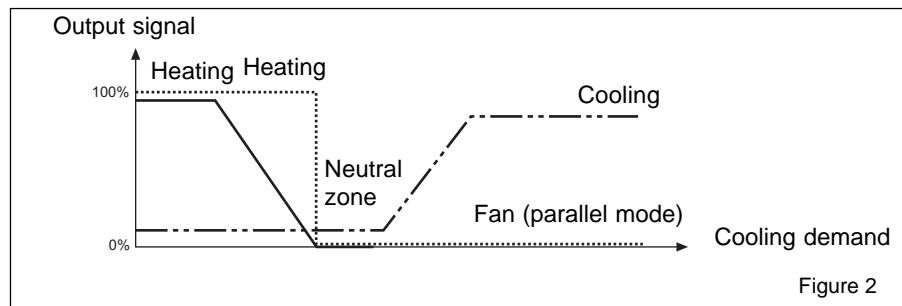 Output signal
Heating Heating
100%
Cooling
Neutral
zone
Fan (parallel mode)
0%
Cooling demand
Figure 2